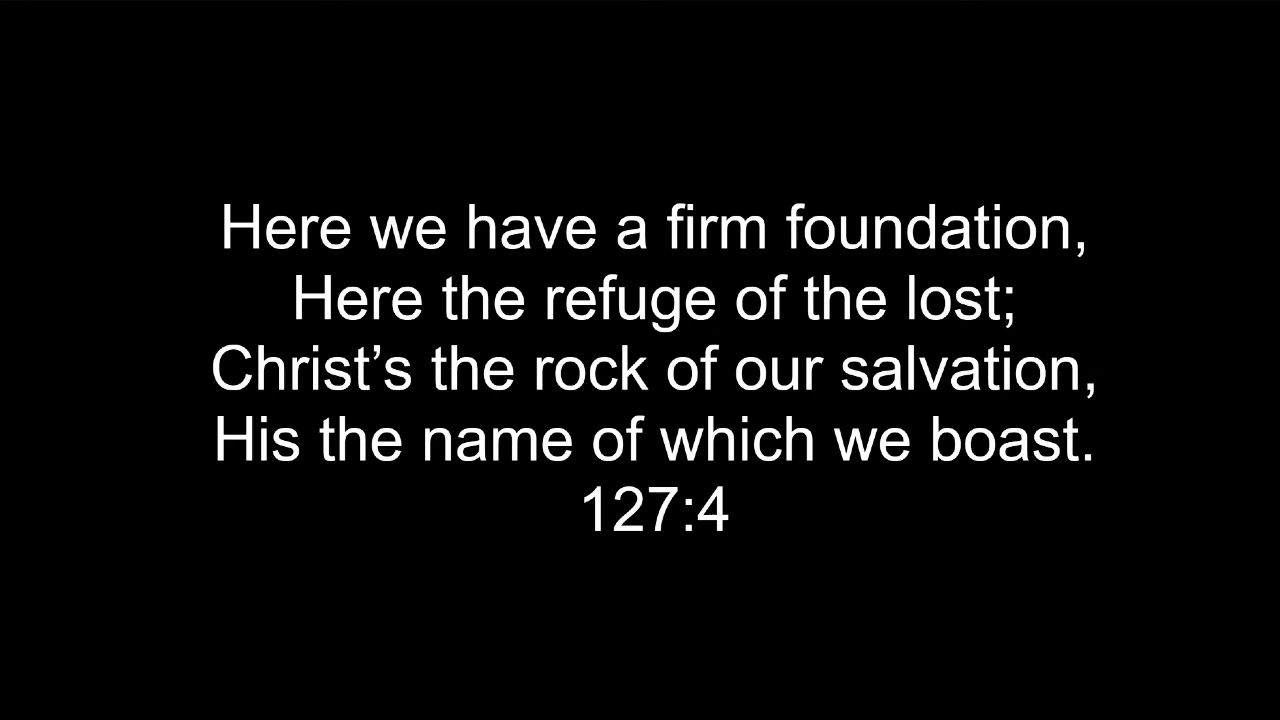 Here we have a firm foundation,
Here the refuge of the lost;
Christ’s the rock of our salvation,
His the name of which we boast.
127:4